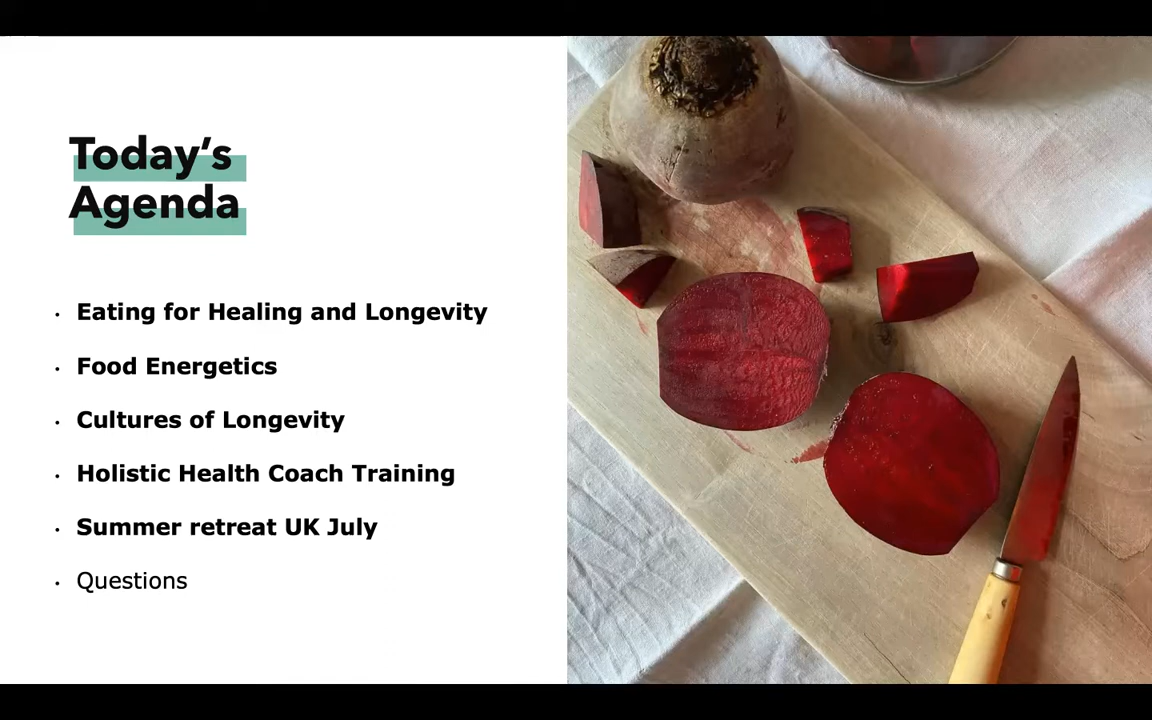 Today’s
Agenda
• Eating for Healing and Longevity
• Food Energetics
• Cultures of Longevity
• Holistic Health Coach Training
• Summer retreat UK July
• Questions